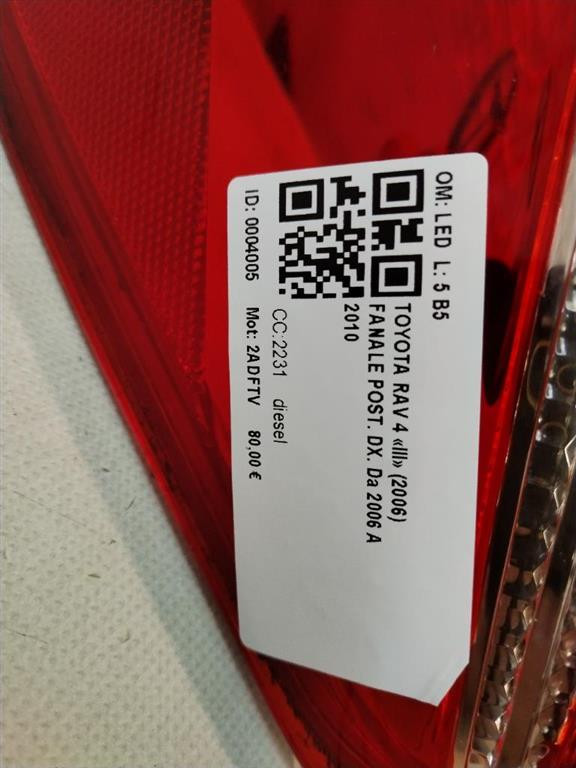 OM: LED L: 5 B5
TOYOTA RAV 4 «III» (2006)
FANALE POST. DX. Da 2006 A
2010
CC:2231 diesel
ID: 0004005 Mot: 2ADFTV 80,00 €